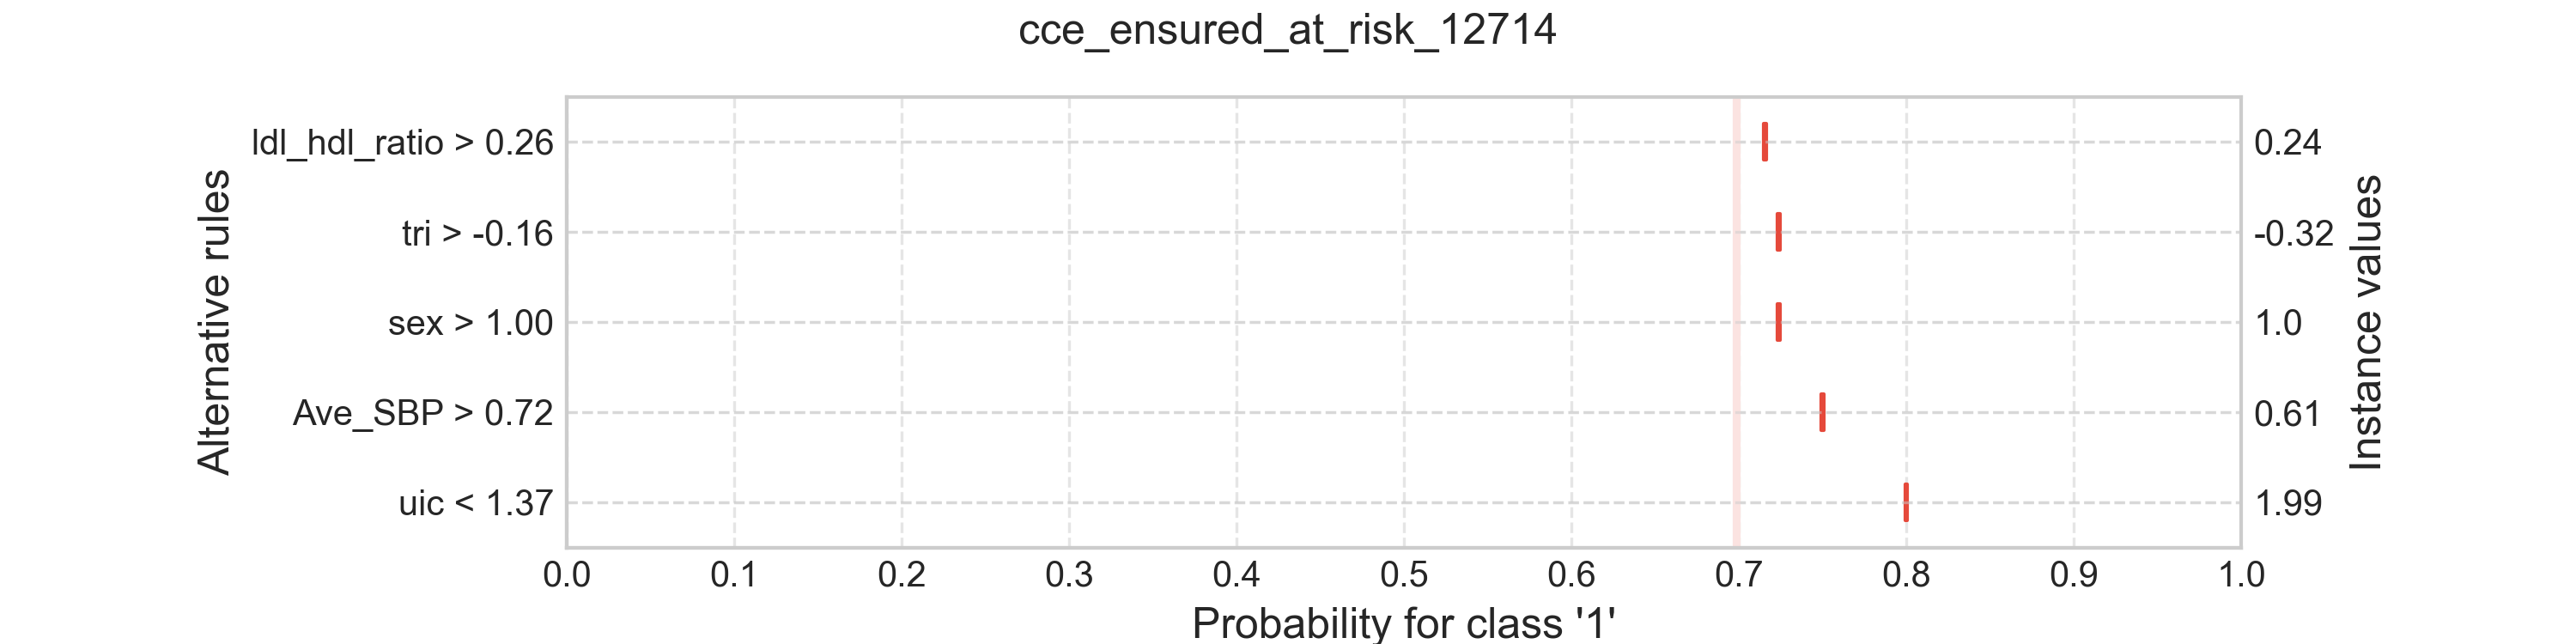 cce_ensured_at_risk_12714
Alternative rules
ldl_hdl_ratio > 0.26
0.24
tri > -0.16
-0.32
sex > 1.00
1.0
Ave_SBP > 0.72
0.61
uic < 1.37
1.99
Instance values
0.0 0.1 0.2 0.3 0.4 0.5 0.6 0.7 0.8 0.9 1.0
Probability for class '1'